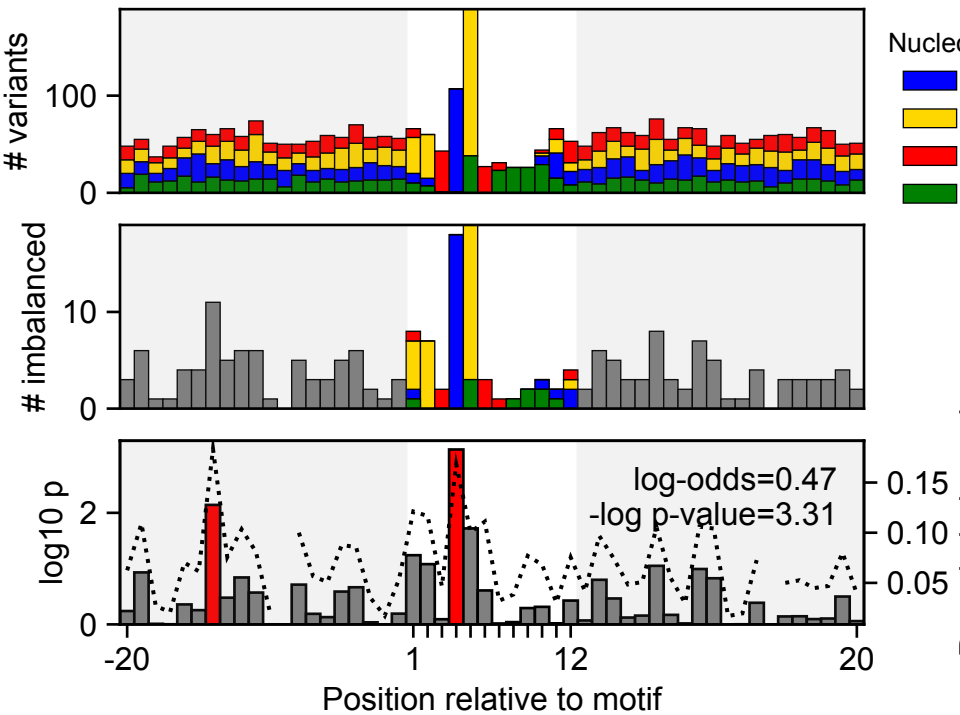 # variants
100
0
Nucleo
# imbalanced
10
0
log10 p
2
0
log-odds=0.47
-log p-value=3.31
0.15
0.10
0.05
-20
1
12
20
Position relative to motif